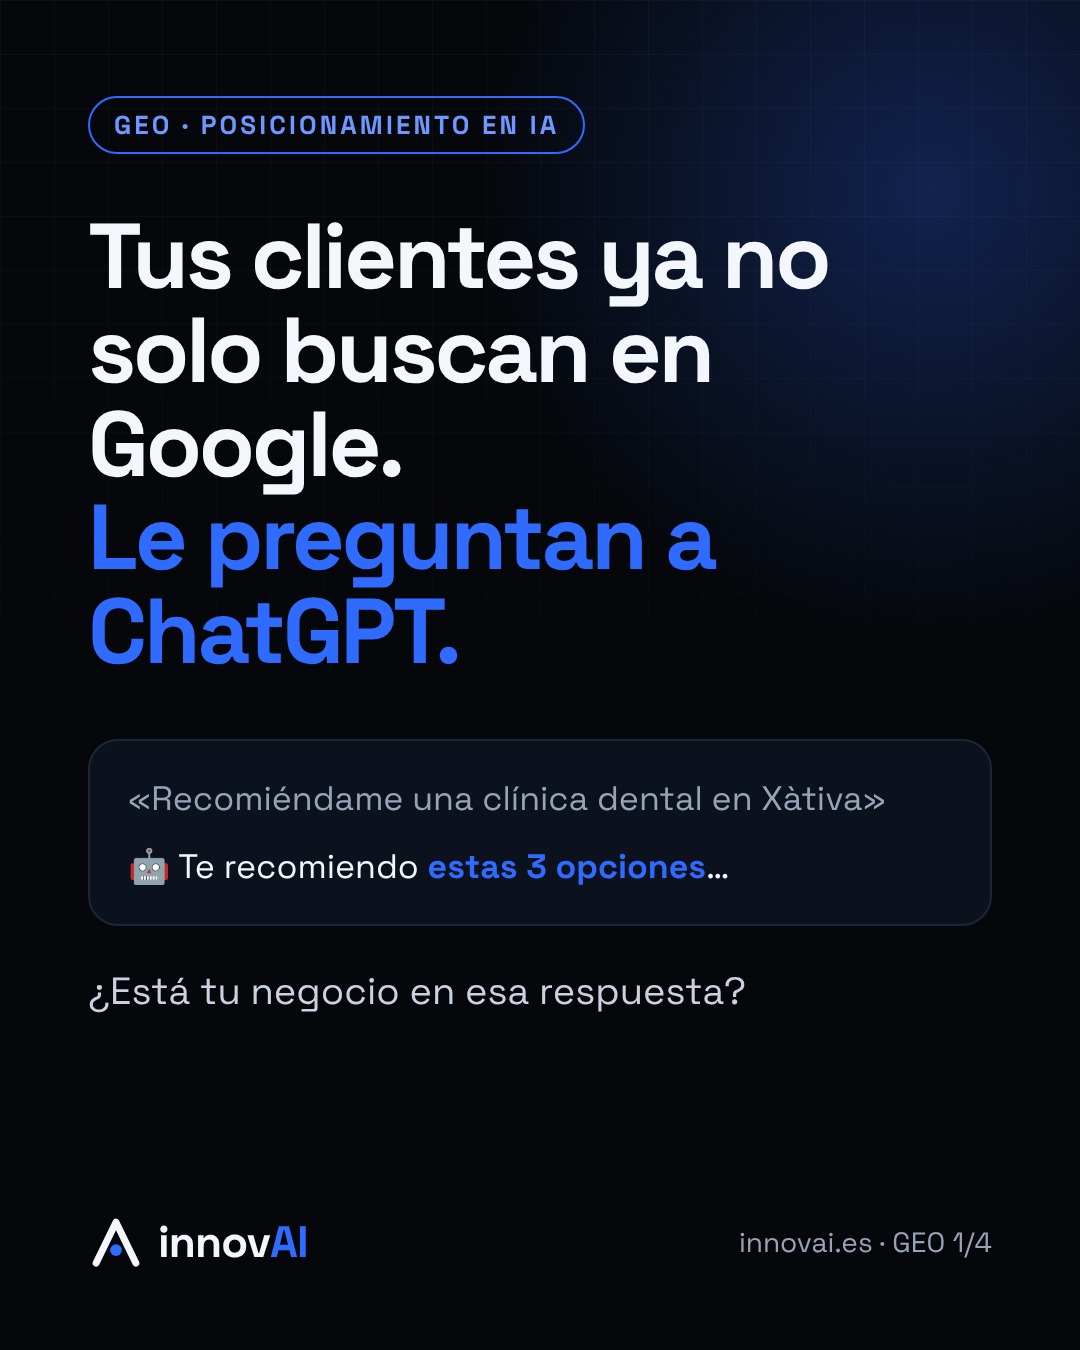 GEO · POSICIONAMIENTO EN IA
Tus clientes ya no
solo buscan en
Google.
Le preguntan a
ChatGPT.
«Recomiéndame una clínica dental en Xàtiva»
🤖 Te recomiendo estas 3 opciones...
¿Está tu negocio en esa respuesta?
innovAI
innovai.es · GEO 1/4